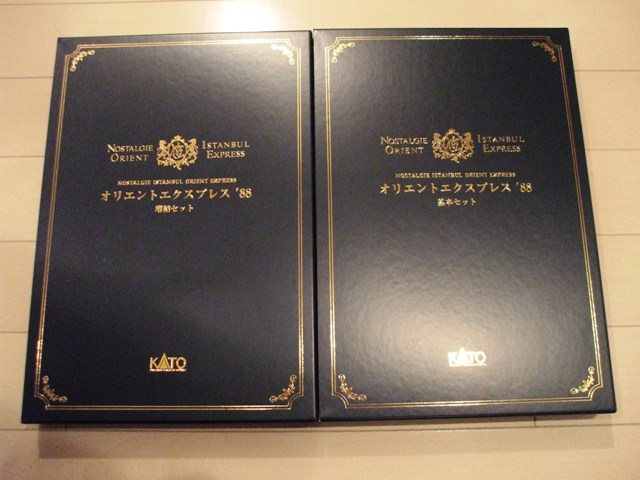 NOSTALGIE ISTANBUL
ORIENT EXPRESS
NOSTALGIE ISTANBUL ORIENT EXPRESS
オリエントエクスプレス '88
増結セット
KATO
NOSTALGIE ISTANBUL
ORIENT EXPRESS
NOSTALGIE ISTANBUL ORIENT EXPRESS
オリエントエクスプレス '88
基本セット
KATO